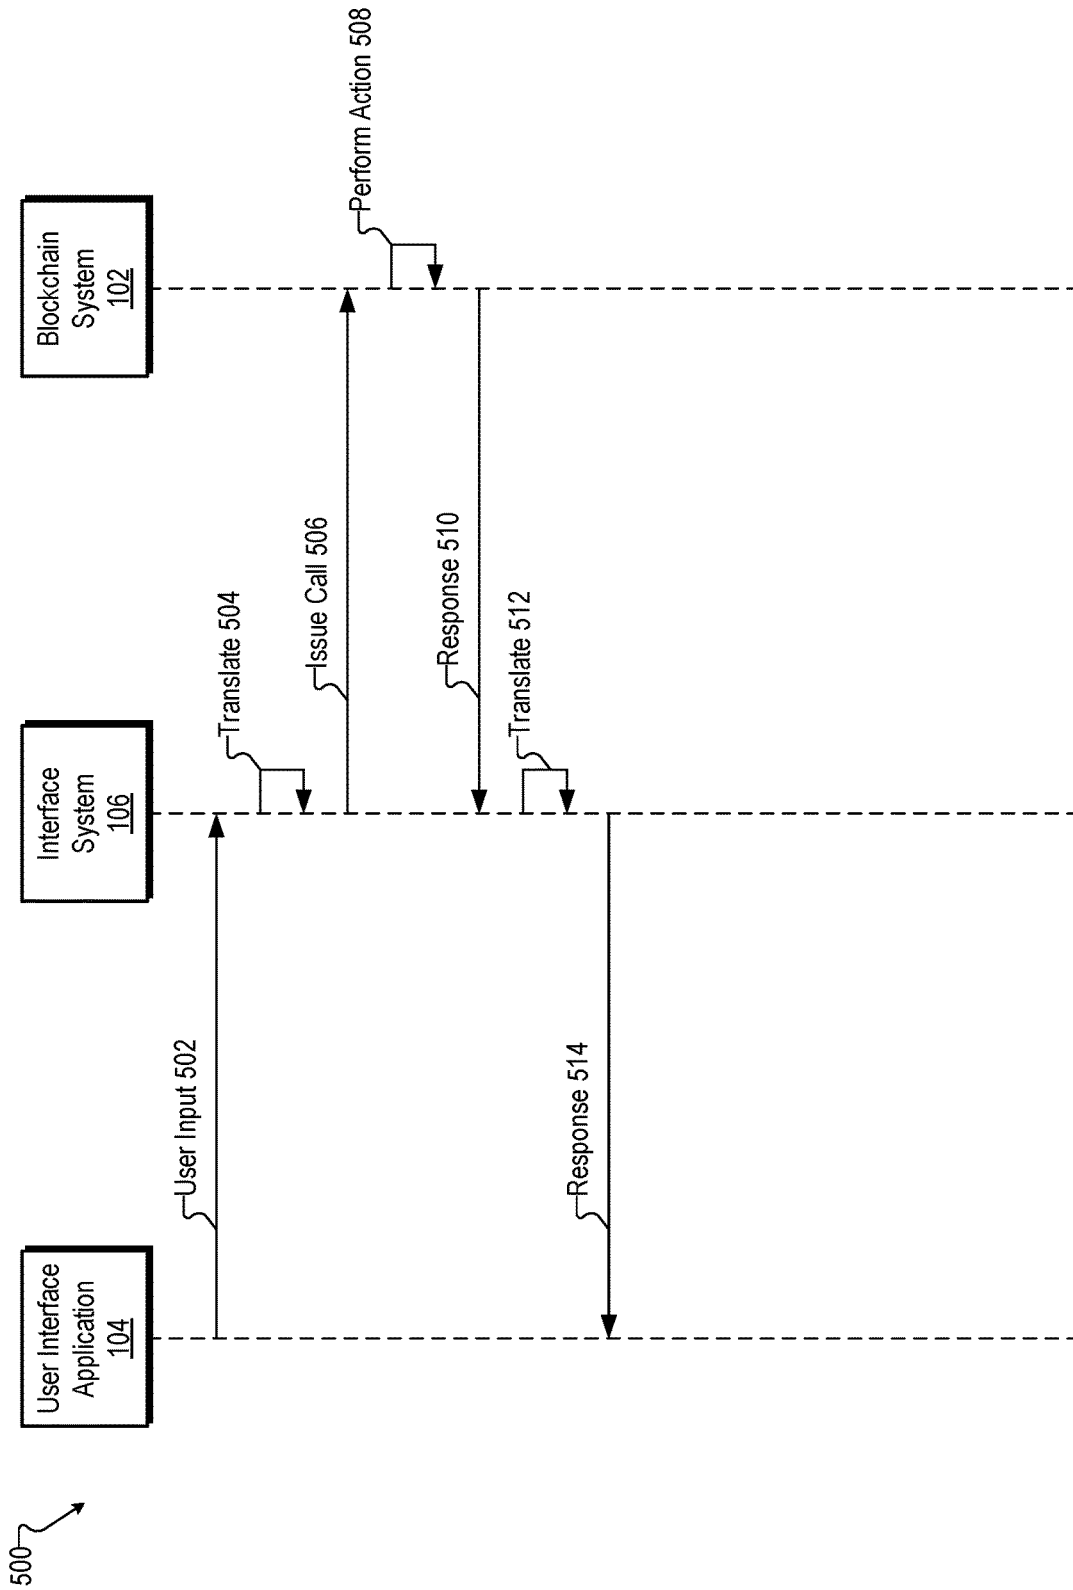 500
User Interface
Application
104
Interface
System
106
Blockchain
System
102
User Input 502
Translate 504
Issue Call 506
Perform Action 508
Response 510
Translate 512
Response 514